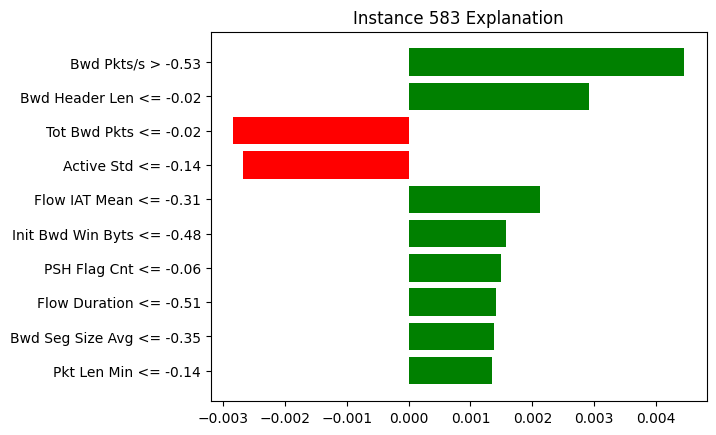 Instance 583 Explanation
Bwd Pkts/s > -0.53
Bwd Header Len <= -0.02
Tot Bwd Pkts <= -0.02
Active Std <= -0.14
Flow IAT Mean <= -0.31
Init Bwd Win Byts <= -0.48
PSH Flag Cnt <= -0.06
Flow Duration <= -0.51
Bwd Seg Size Avg <= -0.35
Pkt Len Min <= -0.14
−0.003 −0.002 −0.001 0.000 0.001 0.002 0.003 0.004